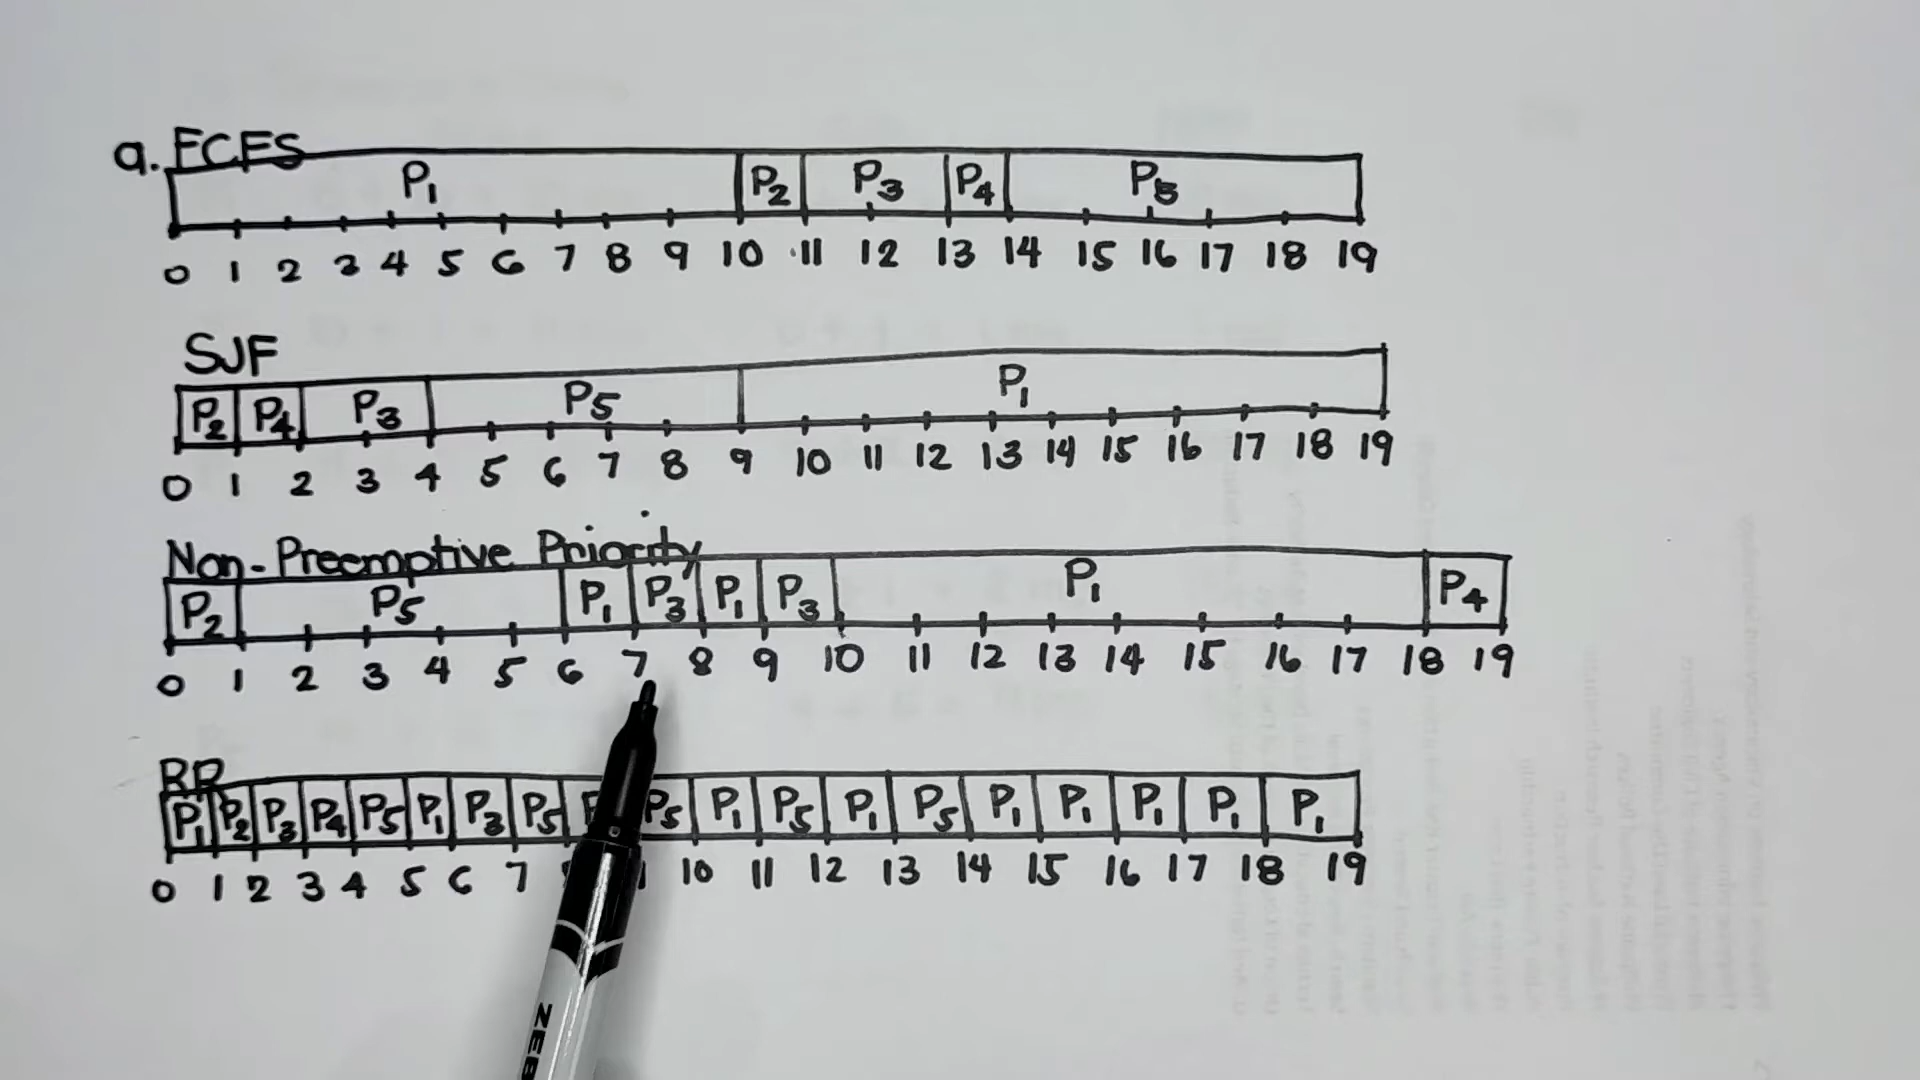 a. FCFS
P1 P2 P3 P4 P5
0 1 2 3 4 5 6 7 8 9 10 11 12 13 14 15 16 17 18 19
SJF
P2 P4 P3 P5 P1
0 1 2 3 4 5 6 7 8 9 10 11 12 13 14 15 16 17 18 19
Non-Preemptive Priority
P2 P5 P1 P3 P1 P3 P1 P4
0 1 2 3 4 5 6 7 8 9 10 11 12 13 14 15 16 17 18 19
RR
P1 P2 P3 P4 P5 P1 P3 P5 P5 P1 P5 P1 P5 P1 P1 P1 P1 P1
0 1 2 3 4 5 6 7 10 11 12 13 14 15 16 17 18 19
ZEB